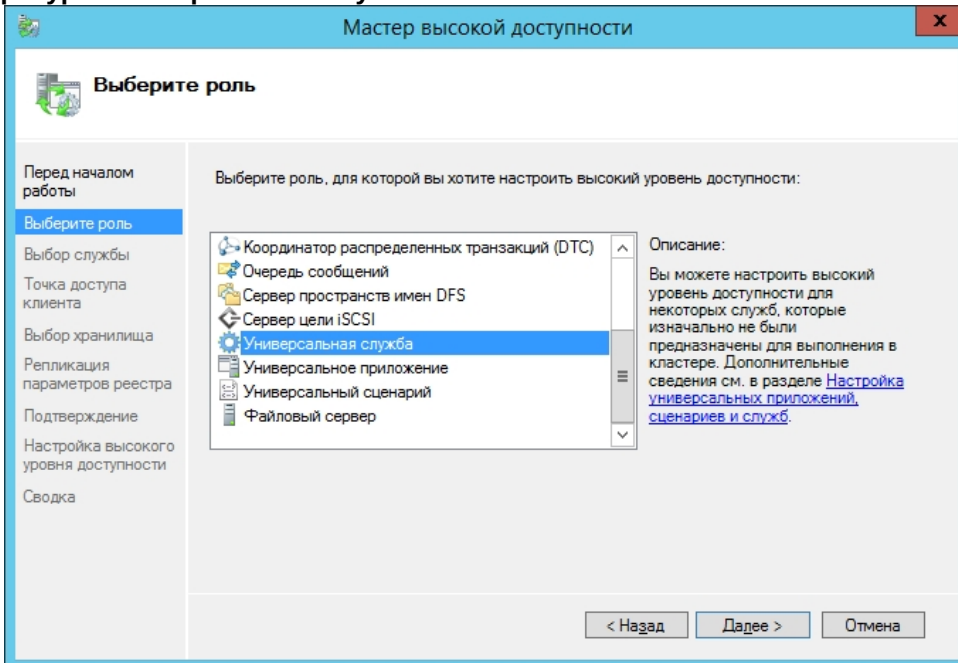 Мастер высокой доступности
x
Выберите роль
Перед началом
работы
Выберите роль
Выбор службы
Точка доступа
клиента
Выбор хранилища
Репликация
параметров реестра
Подтверждение
Настройка высокого
уровня доступности
Сводка
Выберите роль, для которой вы хотите настроить высокий уровень доступности:
Координатор распределенных транзакций (DTC)
Очередь сообщений
Сервер пространств имен DFS
Сервер цели iSCSI
Универсальная служба
Универсальное приложение
Универсальный сценарий
Файловый сервер
Описание:
Вы можете настроить высокий
уровень доступности для
некоторых служб, которые
изначально не были
предназначены для выполнения в
кластере. Дополнительные
сведения см. в разделе Настройка
универсальных приложений,
сценариев и служб.
< Назад
Далее >
Отмена